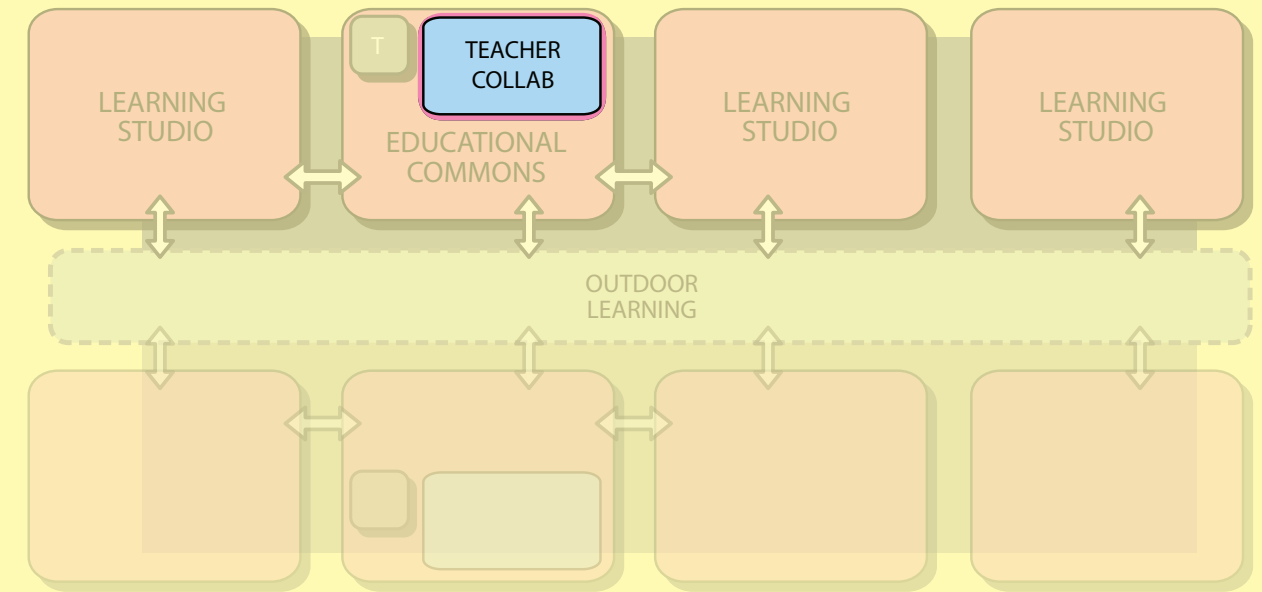 T
TEACHER
COLLAB
LEARNING
STUDIO
EDUCATIONAL
COMMONS
LEARNING
STUDIO
LEARNING
STUDIO
OUTDOOR
LEARNING